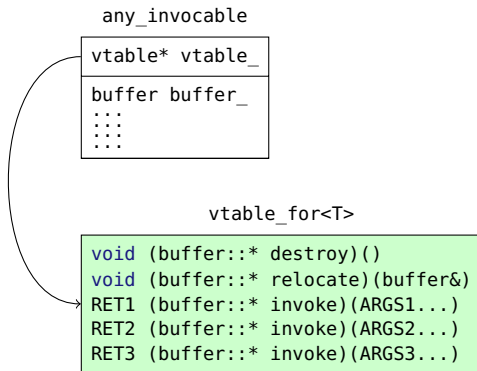 any_invocable
vtable* vtable_
buffer buffer_
...
...
...
...
vtable_for<T>
void (buffer::* destroy)()
void (buffer::* relocate)(buffer&)
RET1 (buffer::* invoke)(ARGS1...)
RET2 (buffer::* invoke)(ARGS2...)
RET3 (buffer::* invoke)(ARGS3...)